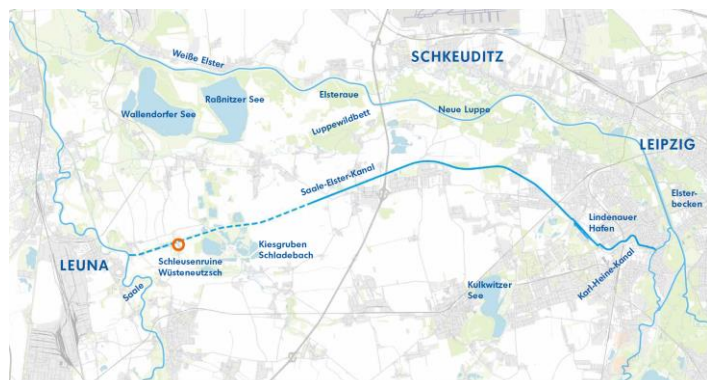 Weiße Elster
SCHKEUDITZ
Raßnitzer See
Wallendorfer See
Elsteraue
Luppewildbett
Neue Luppe
LEIPZIG
Saale-Elster-Kanal
Elster-
becken
Lindenauer
Hafen
Kiesgruben
Schladebach
Schleusenruine
Wüsteneutzsch
LEUNA
Saale
Karl-Heine-Kanal
Kulkwitzer
See